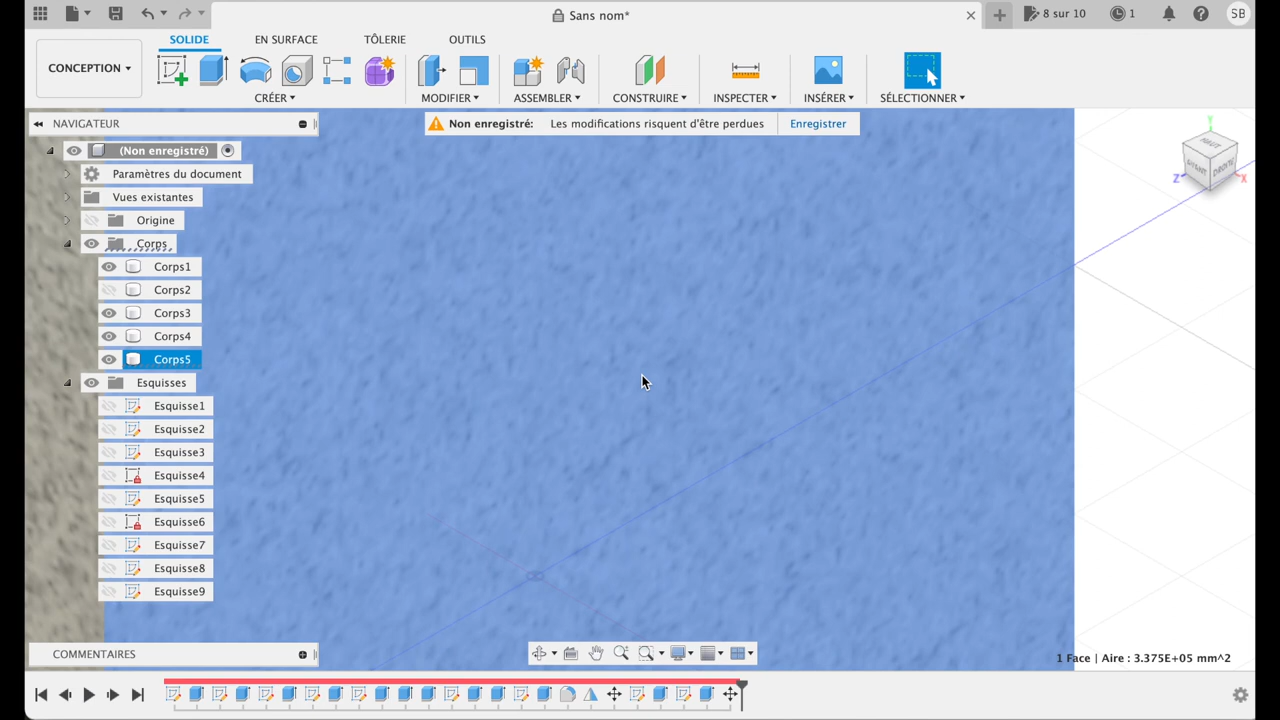 Sans nom*
8 sur 10
1
SB
CONCEPTION
SOLIDE
EN SURFACE
TÔLERIE
OUTILS
CRÉER
MODIFIER
ASSEMBLER
CONSTRUIRE
INSPECTER
INSÉRER
SÉLECTIONNER
NAVIGATEUR
Non enregistré: Les modifications risquent d'être perdues Enregistrer
(Non enregistré)
Paramètres du document
Vues existantes
Origine
Corps
Corps1
Corps2
Corps3
Corps4
Corps5
Esquisses
Esquisse1
Esquisse2
Esquisse3
Esquisse4
Esquisse5
Esquisse6
Esquisse7
Esquisse8
Esquisse9
Y
HAUT
DROITE
Z
X
COMMENTAIRES
1 Face | Aire : 3.375E+05 mm^2